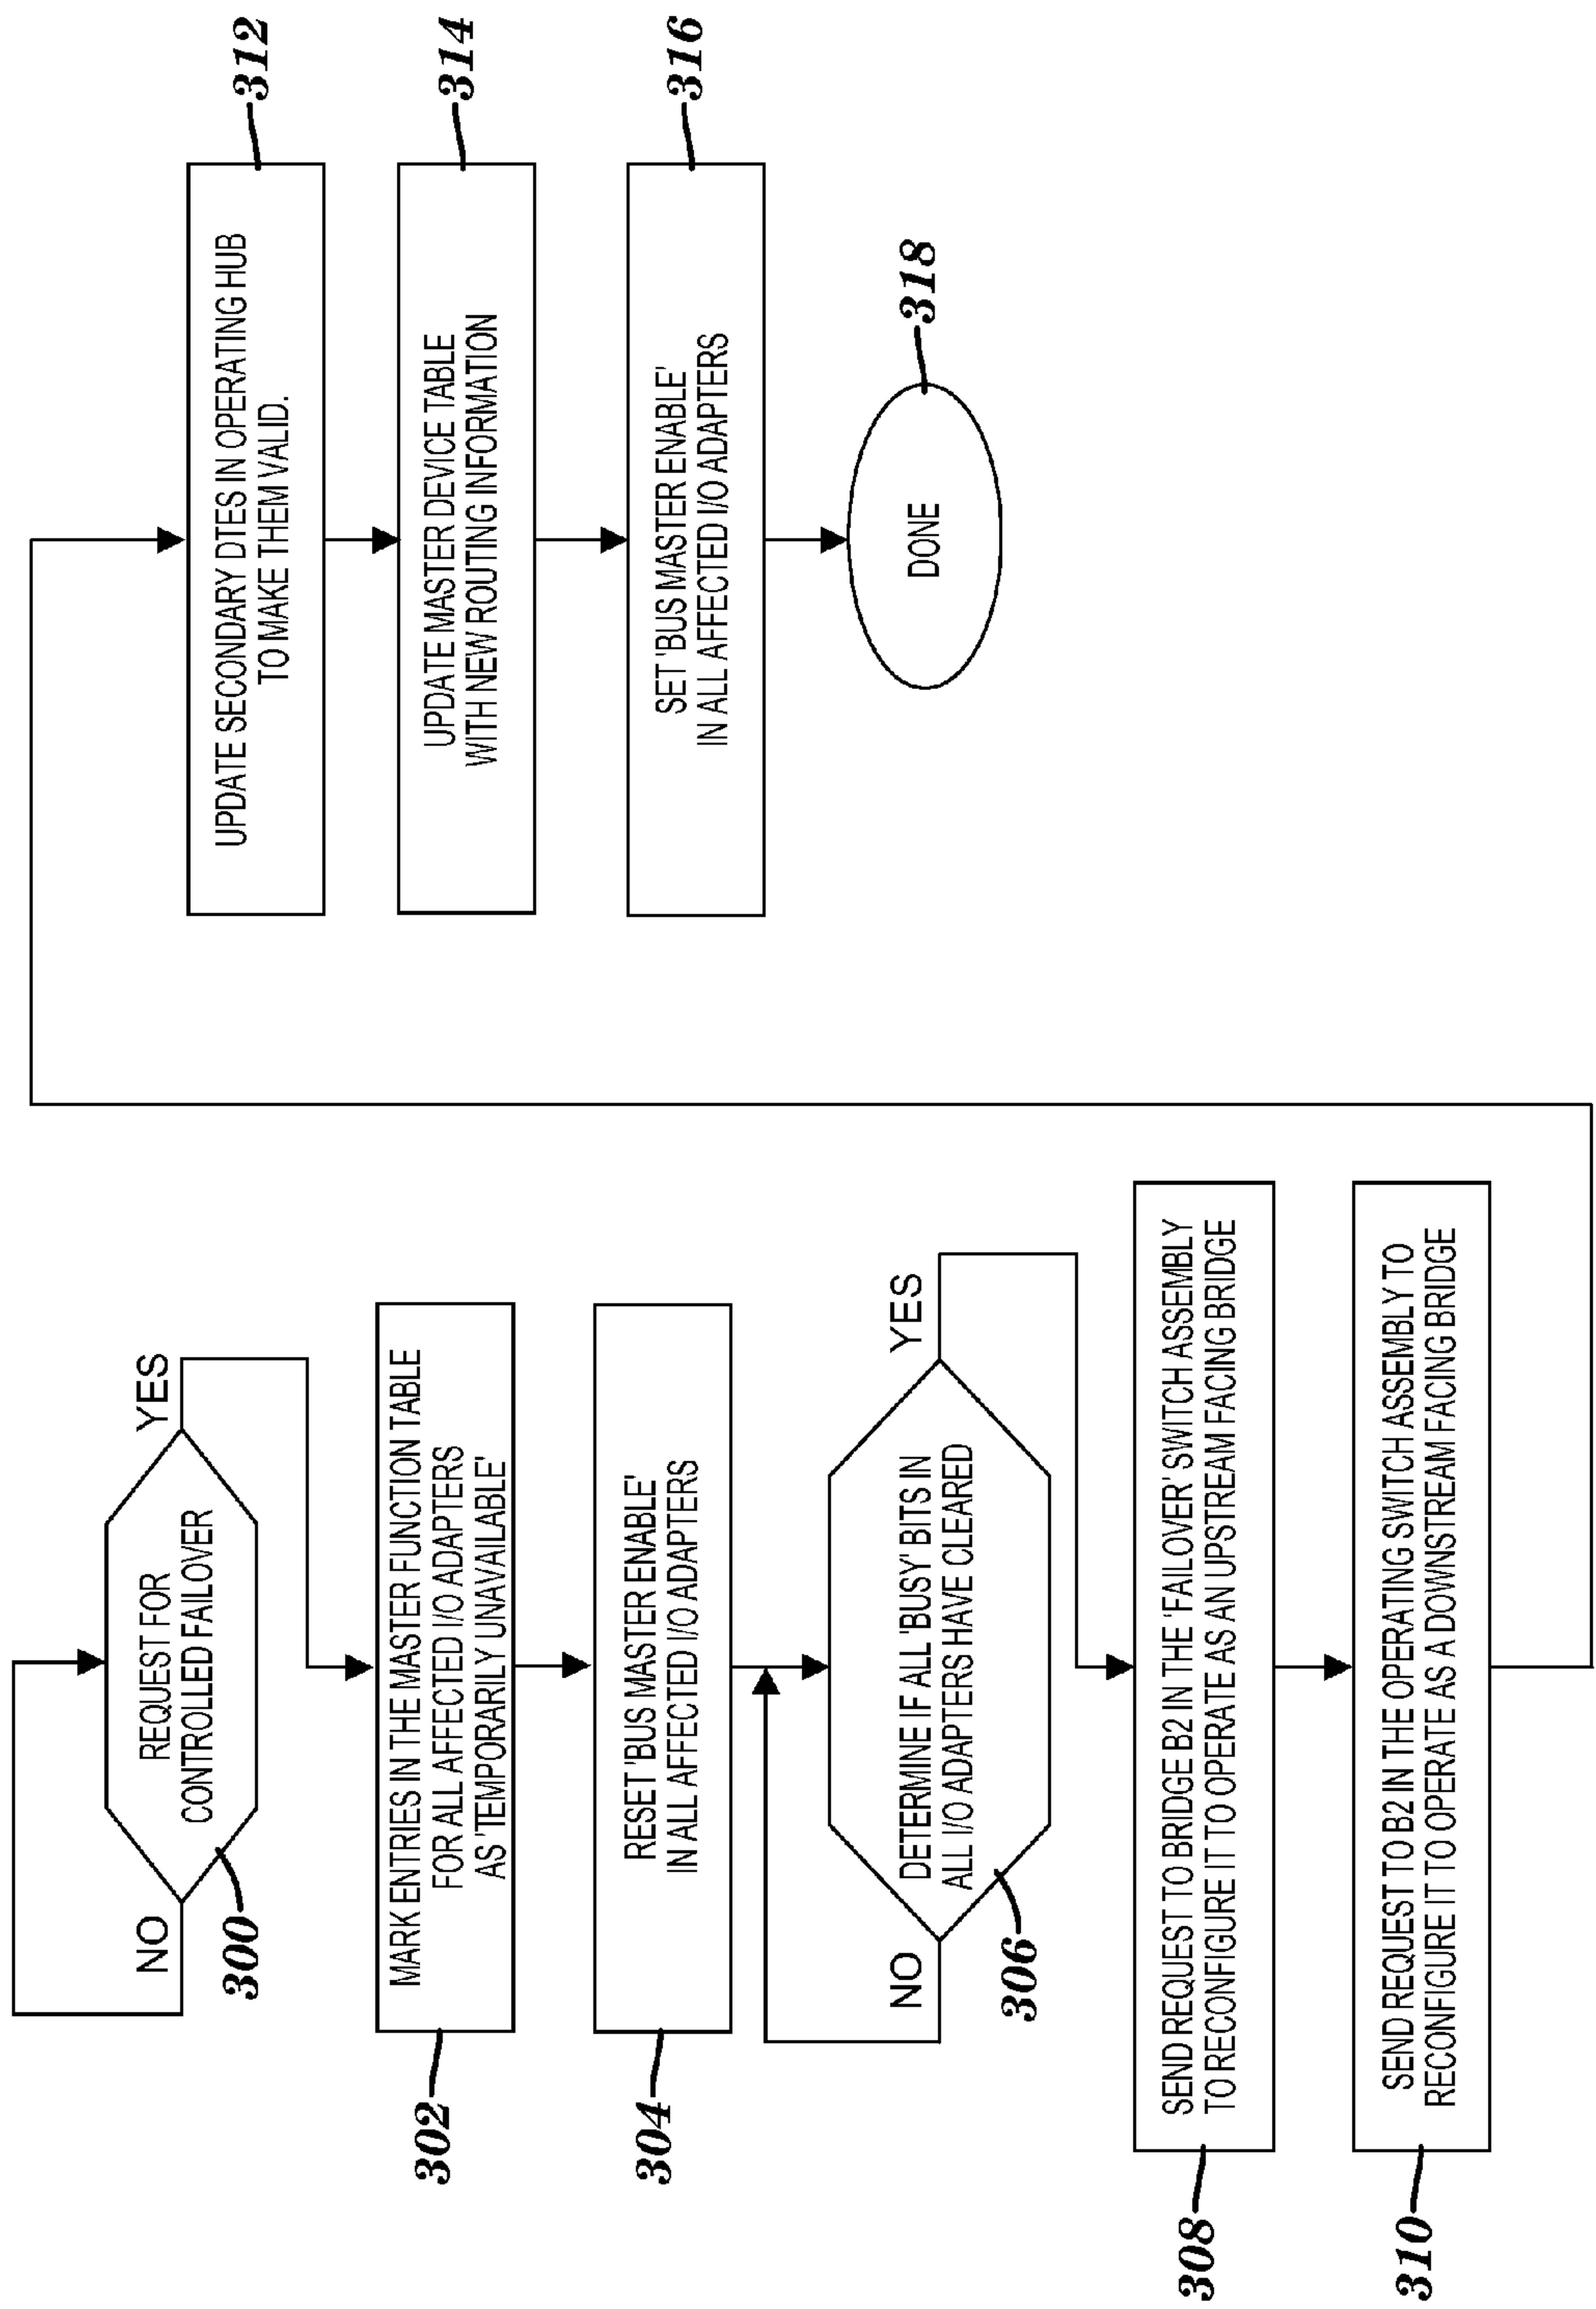 NO
REQUEST FOR
CONTROLLED FAILOVER
YES
300
MARK ENTRIES IN THE MASTER FUNCTION TABLE
FOR ALL AFFECTED I/O ADAPTERS
AS 'TEMPORARILY UNAVAILABLE'
302
RESET 'BUS MASTER ENABLE'
IN ALL AFFECTED I/O ADAPTERS
304
NO
DETERMINE IF ALL 'BUSY' BITS IN
ALL I/O ADAPTERS HAVE CLEARED
YES
306
SEND REQUEST TO BRIDGE B2 IN THE 'FAILOVER' SWITCH ASSEMBLY
TO RECONFIGURE IT TO OPERATE AS AN UPSTREAM FACING BRIDGE
308
SEND REQUEST TO B2 IN THE OPERATING SWITCH ASSEMBLY TO
RECONFIGURE IT TO OPERATE AS A DOWNSTREAM FACING BRIDGE
310
UPDATE SECONDARY DTES IN OPERATING HUB
TO MAKE THEM VALID.
312
UPDATE MASTER DEVICE TABLE
WITH NEW ROUTING INFORMATION
314
SET 'BUS MASTER ENABLE'
IN ALL AFFECTED I/O ADAPTERS
316
DONE
318